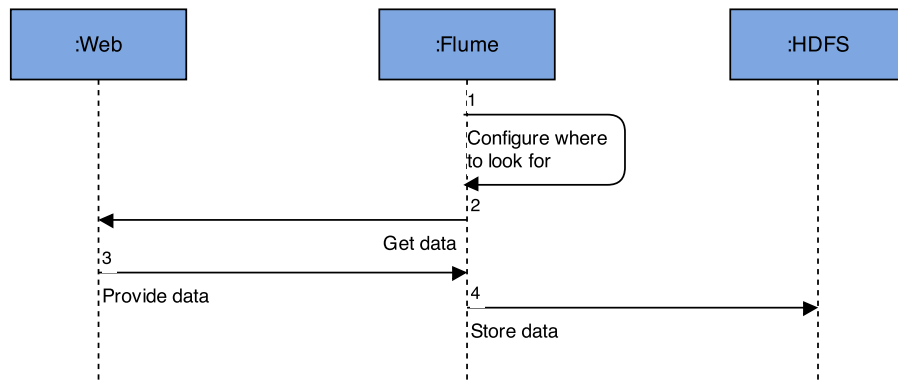 :Web
:Flume
:HDFS
1
Configure where
to look for
2
Get data
3
Provide data
4
Store data